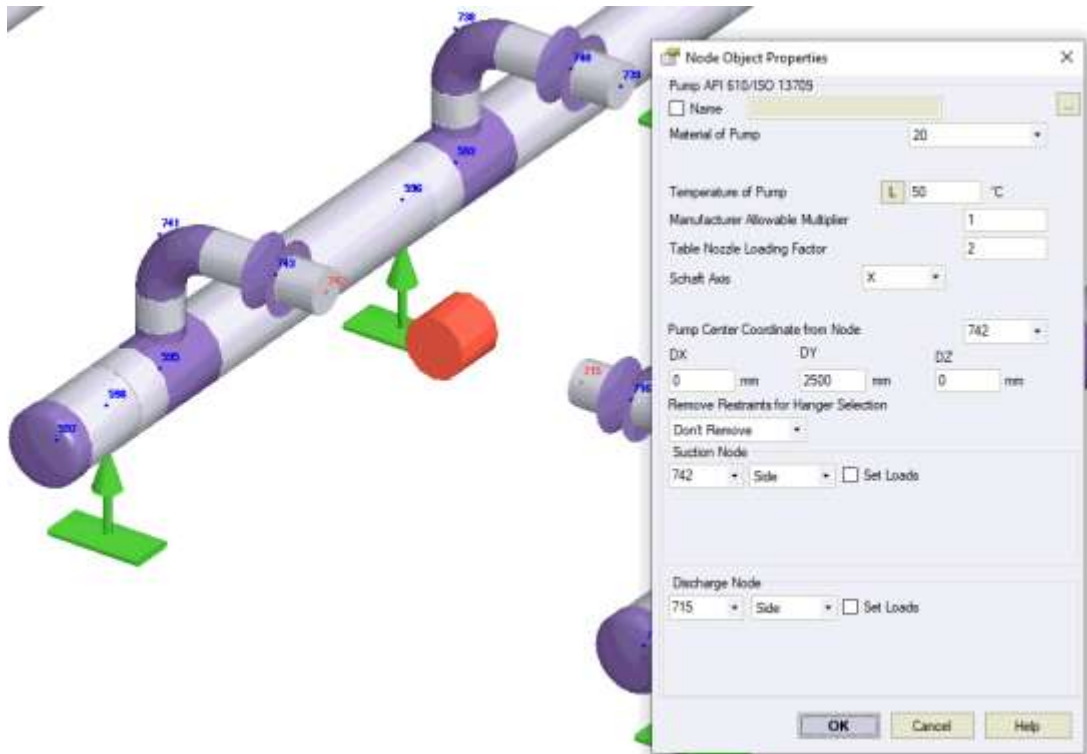 738
740
739
Node Object Properties
Pump API 610/ISO 13709
Name
Material of Pump 20
741
580
596
Temperature of Pump L 50 °C
Manufacturer Allowable Multiplier 1
743
Table Nozzle Loading Factor 2
Schaft Axis X
Pump Center Coordinate from Node 742
DX DY DZ
0 mm 2500 mm 0 mm
595
715
716
598
597
Remove Restraints for Hanger Selection
Don't Remove
Suction Node
742 Side Set Loads
Discharge Node
715 Side Set Loads
OK Cancel Help